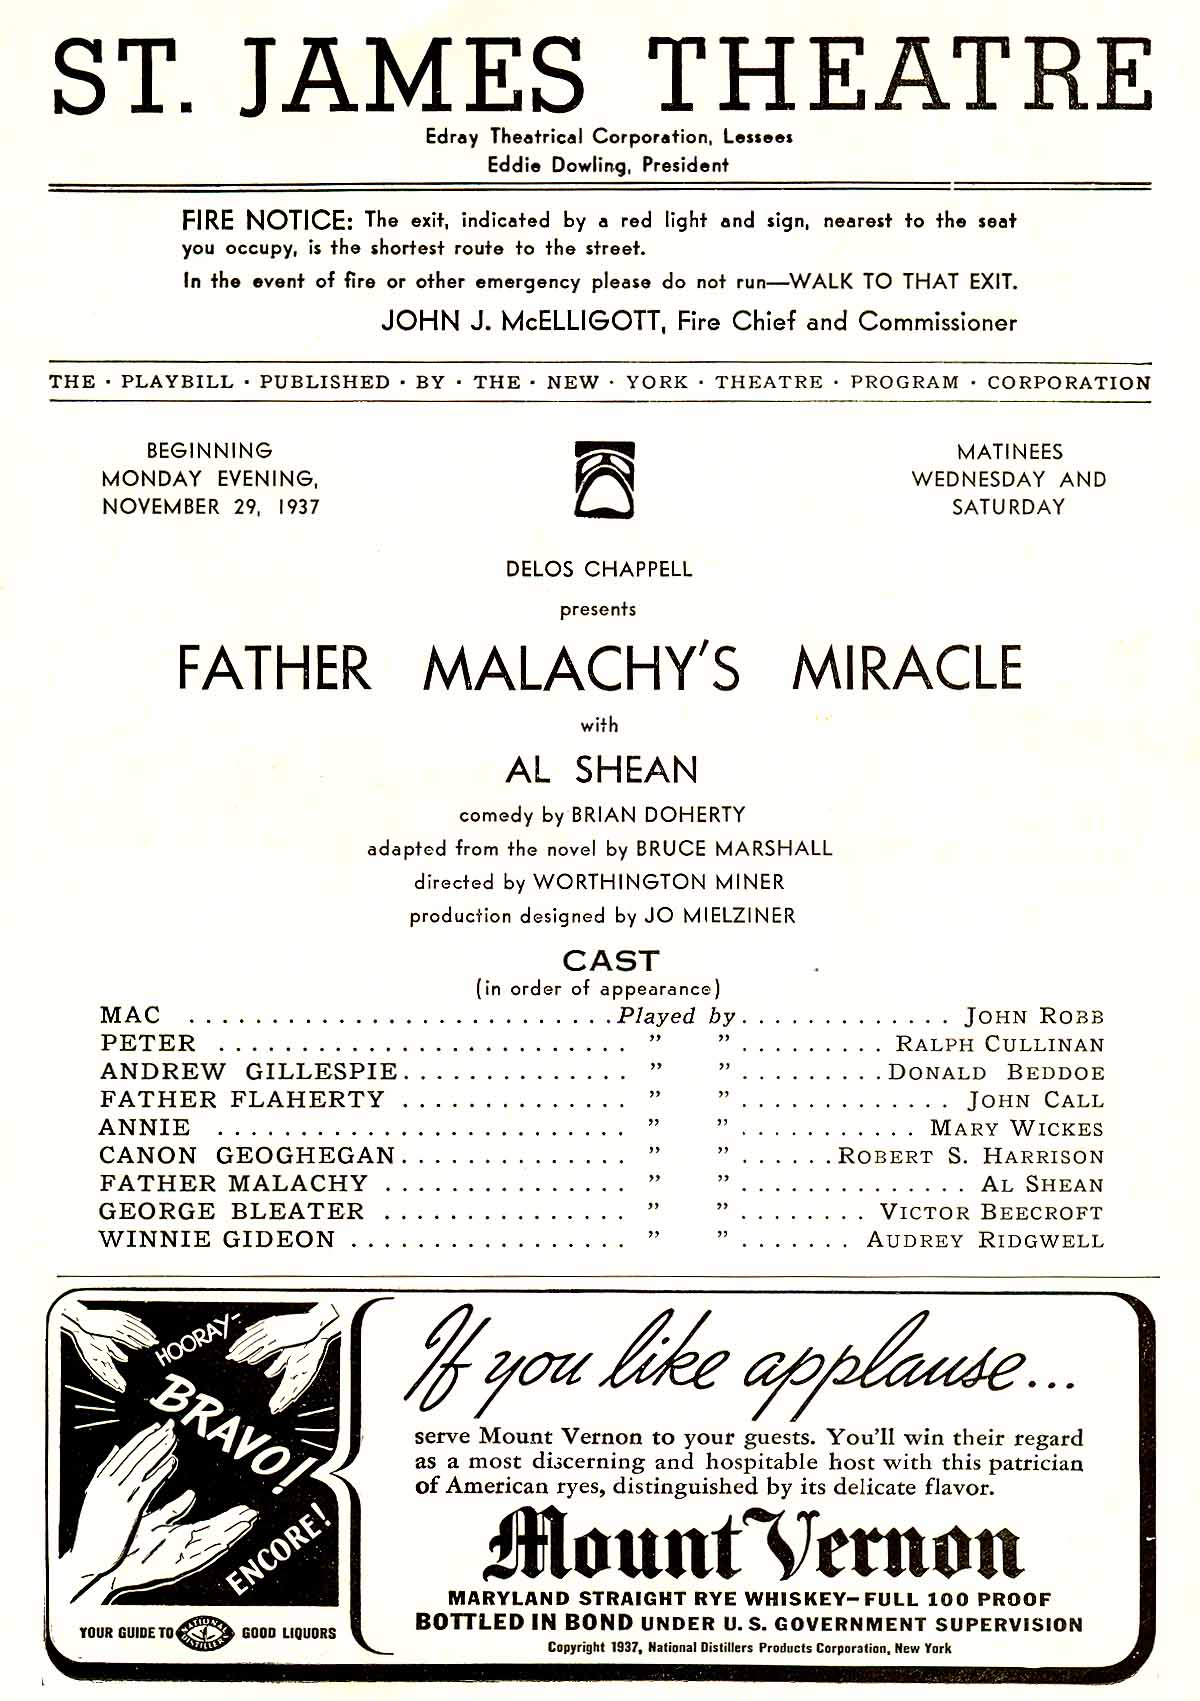 ST. JAMES THEATRE
Edray Theatrical Corporation, Lessees
Eddie Dowling, President
FIRE NOTICE: The exit, indicated by a red light and sign, nearest to the seat
you occupy, is the shortest route to the street.
In the event of fire or other emergency please do not run—WALK TO THAT EXIT.
JOHN J. McELLIGOTT, Fire Chief and Commissioner
THE · PLAYBILL · PUBLISHED · BY · THE · NEW · YORK · THEATRE · PROGRAM · CORPORATION
BEGINNING
MONDAY EVENING,
NOVEMBER 29, 1937
MATINEES
WEDNESDAY AND
SATURDAY
DELOS CHAPPELL
presents
FATHER MALACHY'S MIRACLE
with
AL SHEAN
comedy by BRIAN DOHERTY
adapted from the novel by BRUCE MARSHALL
directed by WORTHINGTON MINER
production designed by JO MIELZINER
CAST
(in order of appearance)
MAC ...........................Played by............. JOHN ROBB
PETER .......................... ” ” ......... RALPH CULLINAN
ANDREW GILLESPIE.............. ” ” .........DONALD BEDDOE
FATHER FLAHERTY .............. ” ” ............. JOHN CALL
ANNIE .......................... ” ” ........... MARY WICKES
CANON GEOGHEGAN.............. ” ” ......ROBERT S. HARRISON
FATHER MALACHY ............... ” ” .............. AL SHEAN
GEORGE BLEATER ............... ” ” ........ VICTOR BEECROFT
WINNIE GIDEON ................. ” ” ....... AUDREY RIDGWELL
HOORAY-
BRAVO!
ENCORE!
YOUR GUIDE TO NATIONAL DISTILLERS GOOD LIQUORS
If you like applause...
serve Mount Vernon to your guests. You'll win their regard
as a most discerning and hospitable host with this patrician
of American ryes, distinguished by its delicate flavor.
Mount Vernon
MARYLAND STRAIGHT RYE WHISKEY—FULL 100 PROOF
BOTTLED IN BOND UNDER U. S. GOVERNMENT SUPERVISION
Copyright 1937, National Distillers Products Corporation, New York